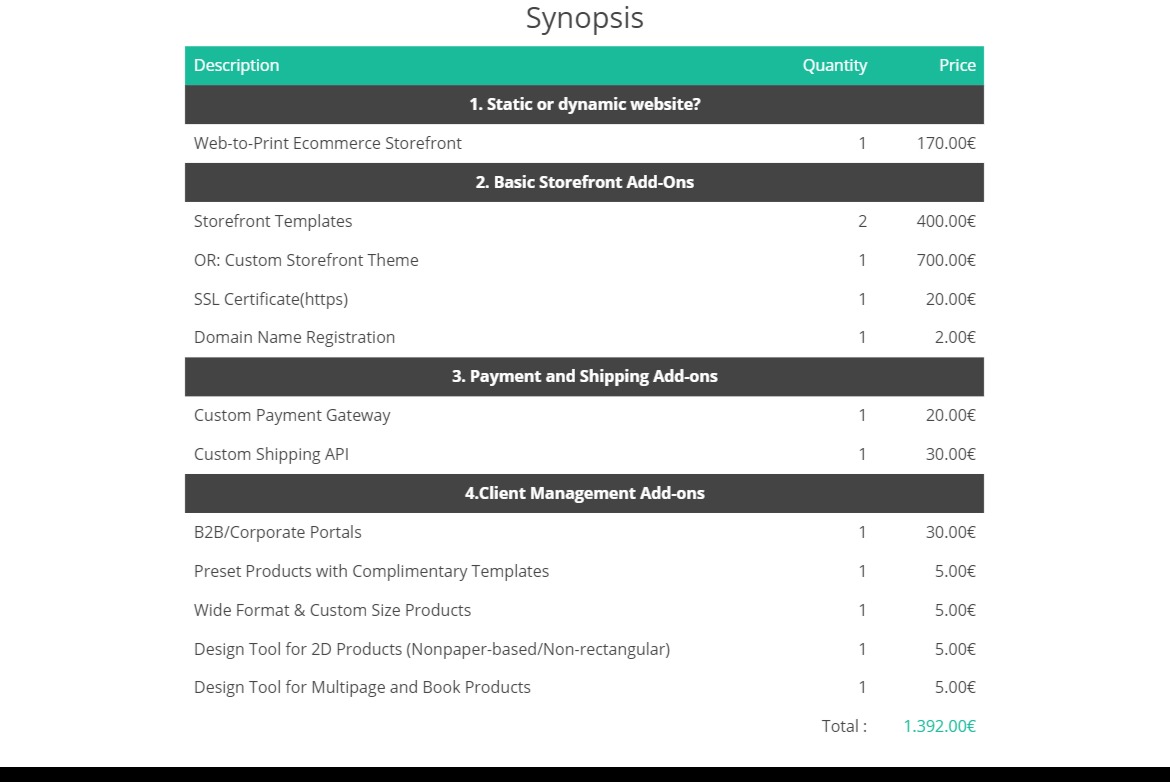 Synopsis
Description Quantity Price
1. Static or dynamic website?
Web-to-Print Ecommerce Storefront 1 170.00€
2. Basic Storefront Add-Ons
Storefront Templates 2 400.00€
OR: Custom Storefront Theme 1 700.00€
SSL Certificate(https) 1 20.00€
Domain Name Registration 1 2.00€
3. Payment and Shipping Add-ons
Custom Payment Gateway 1 20.00€
Custom Shipping API 1 30.00€
4.Client Management Add-ons
B2B/Corporate Portals 1 30.00€
Preset Products with Complimentary Templates 1 5.00€
Wide Format & Custom Size Products 1 5.00€
Design Tool for 2D Products (Nonpaper-based/Non-rectangular) 1 5.00€
Design Tool for Multipage and Book Products 1 5.00€
Total : 1.392.00€